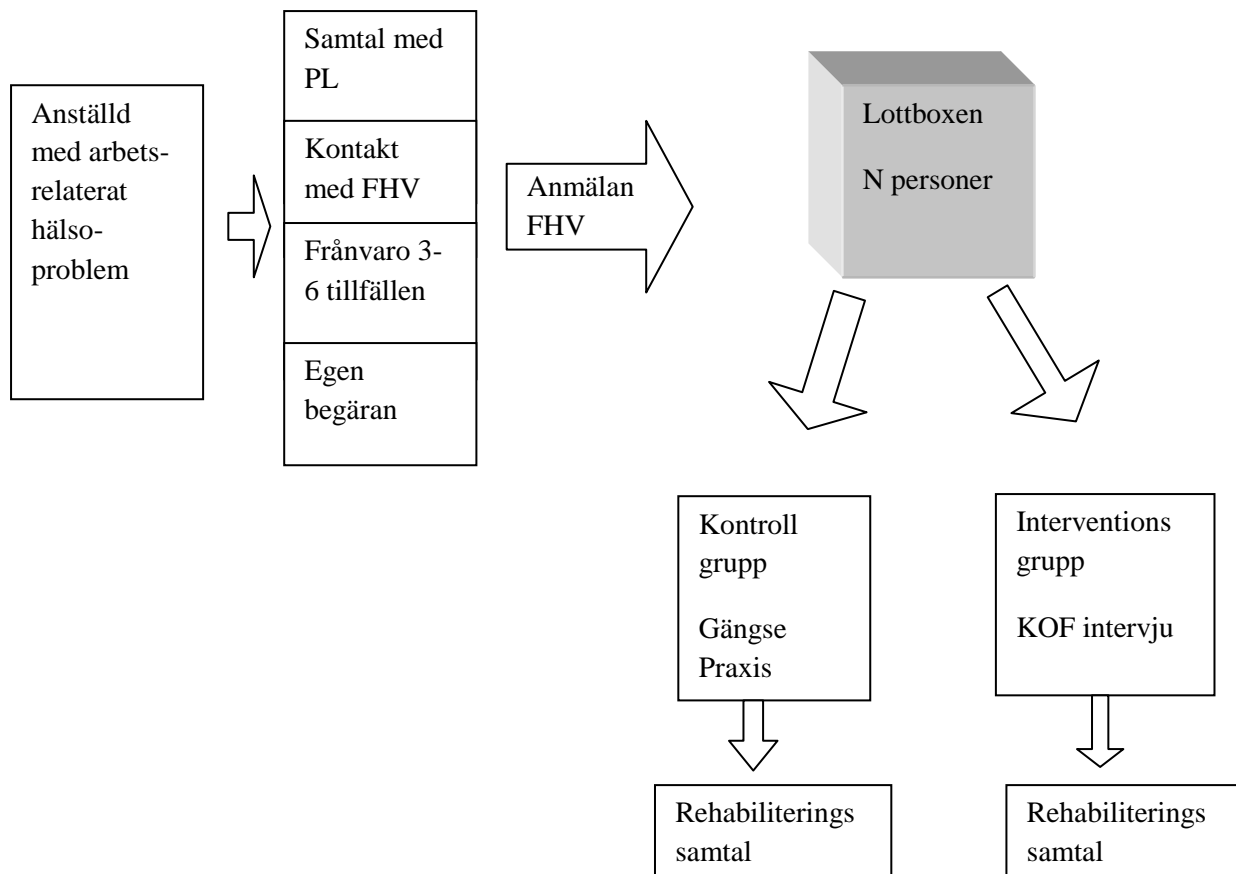 Anställd
med arbets-
relaterat
hälso-
problem
Samtal med
PL
Kontakt
med FHV
Frånvaro 3-
6 tillfällen
Egen
begäran
Anmälan
FHV
Lottboxen
N personer
Kontroll
grupp
Gängse
Praxis
Interventions
grupp
KOF intervju
Rehabiliterings
samtal
Rehabiliterings
samtal